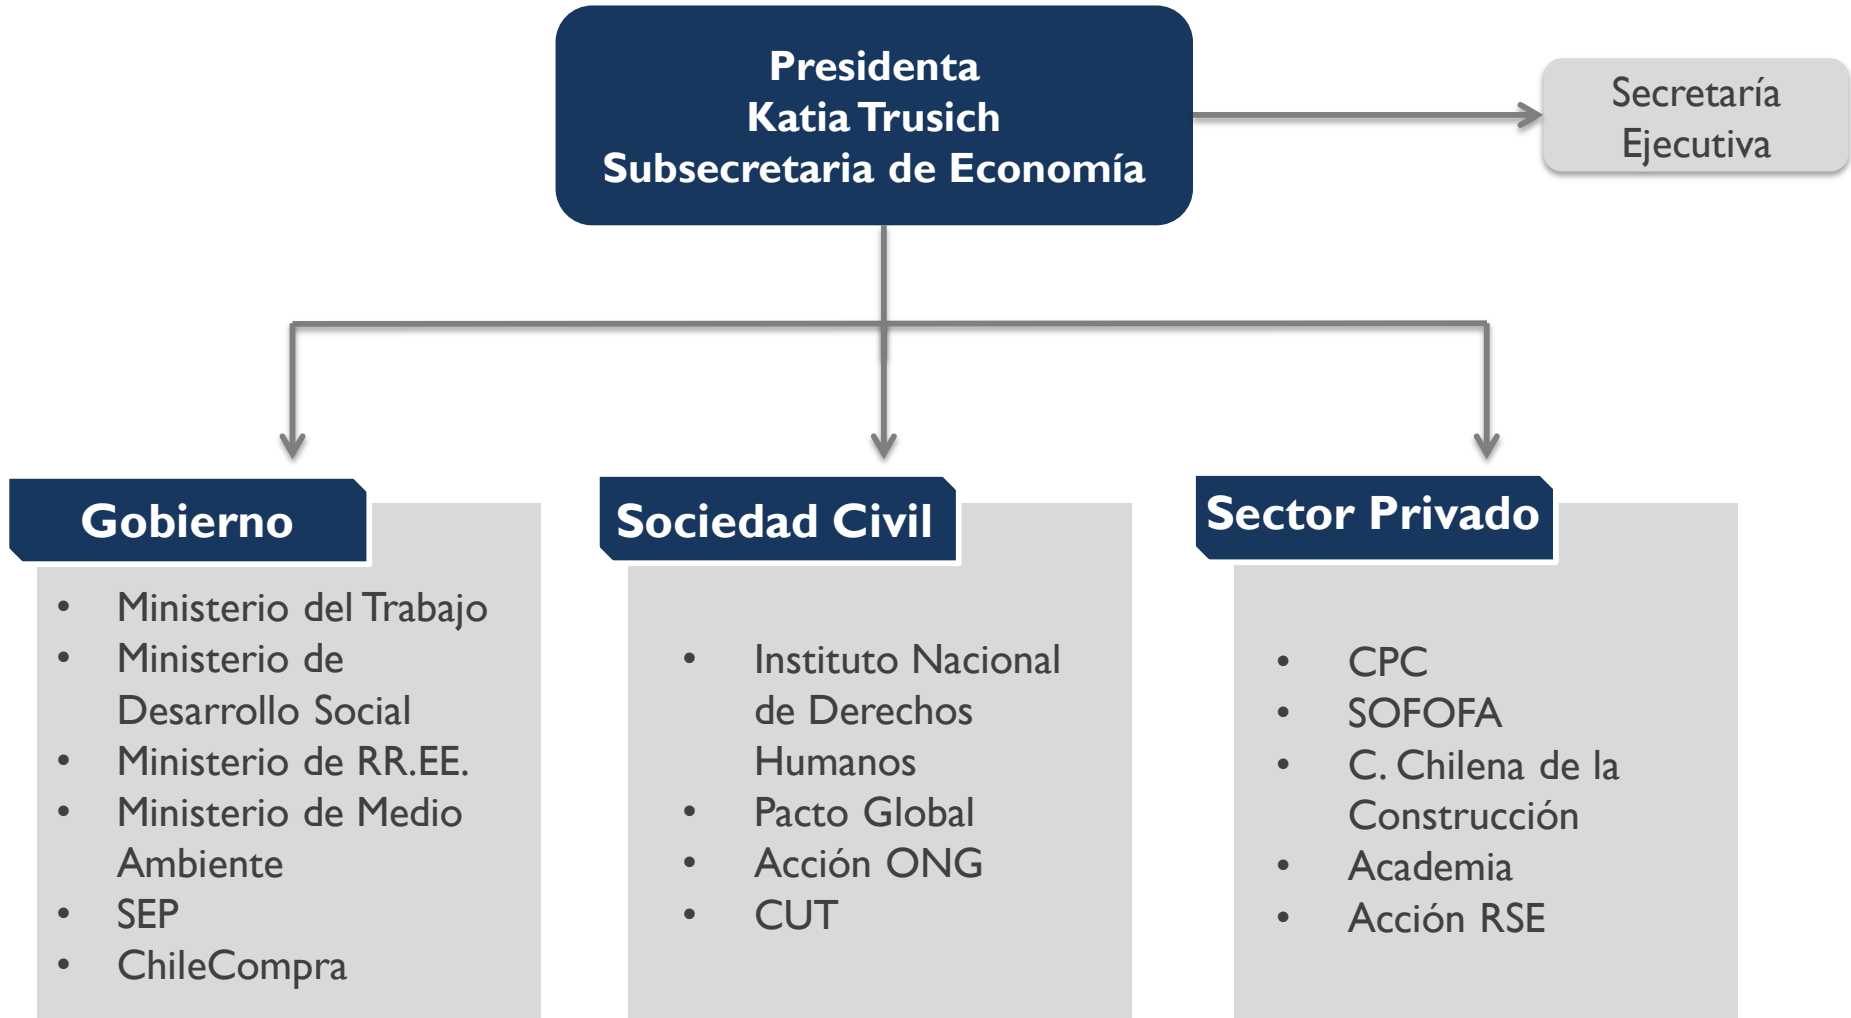 Presidenta
Katia Trusich
Subsecretaria de Economía
Secretaría
Ejecutiva
Gobierno
• Ministerio del Trabajo
• Ministerio de
Desarrollo Social
• Ministerio de RR.EE.
• Ministerio de Medio
Ambiente
• SEP
• ChileCompra
Sociedad Civil
• Instituto Nacional
de Derechos
Humanos
• Pacto Global
• Acción ONG
• CUT
Sector Privado
• CPC
• SOFOFA
• C. Chilena de la
Construcción
• Academia
• Acción RSE